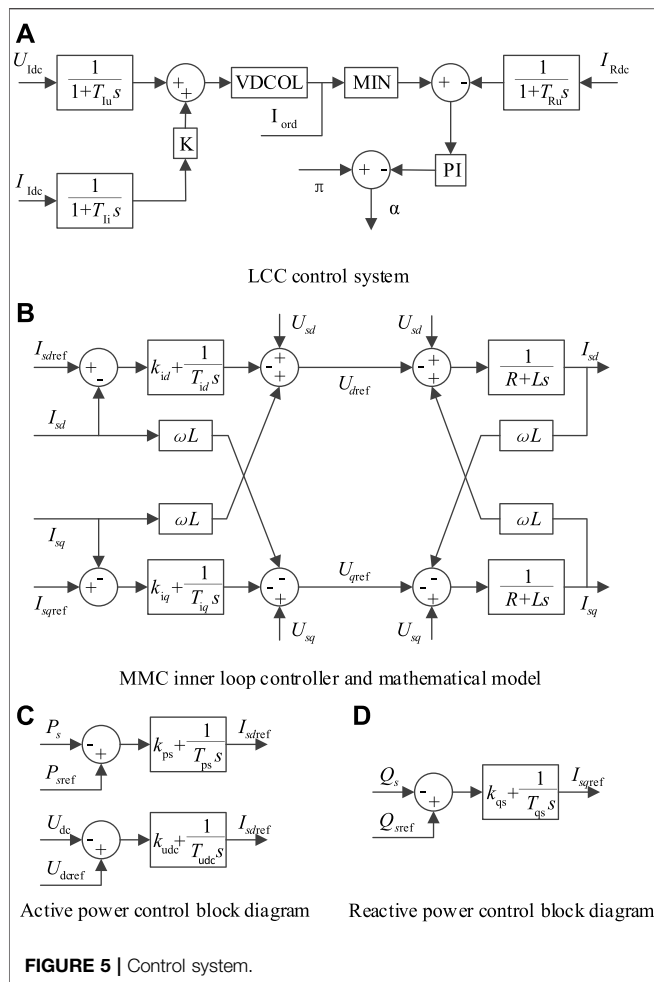 A
U_Idc 1/(1+T_Iu s) + + VDCOL MIN + - 1/(1+T_Ru s) I_Rdc
I_ord
K
I_Idc 1/(1+T_Ii s) π + - PI
α
LCC control system
B
U_sd U_sd
I_sdref + - k_id+1/(T_id s) - + + U_dref - + + 1/(R+Ls) I_sd
I_sd ωL ωL
I_sq ωL ωL
I_sqref + - k_iq+1/(T_iq s) - - - U_qref - - - 1/(R+Ls) I_sq
U_sq U_sq
MMC inner loop controller and mathematical model
C
P_s - + k_ps+1/(T_ps s) I_sdref
P_sref
U_dc - + k_udc+1/(T_udc s) I_sdref
U_dcref
Active power control block diagram
D
Q_s - + k_qs+1/(T_qs s) I_sqref
Q_sref
Reactive power control block diagram
FIGURE 5 | Control system.